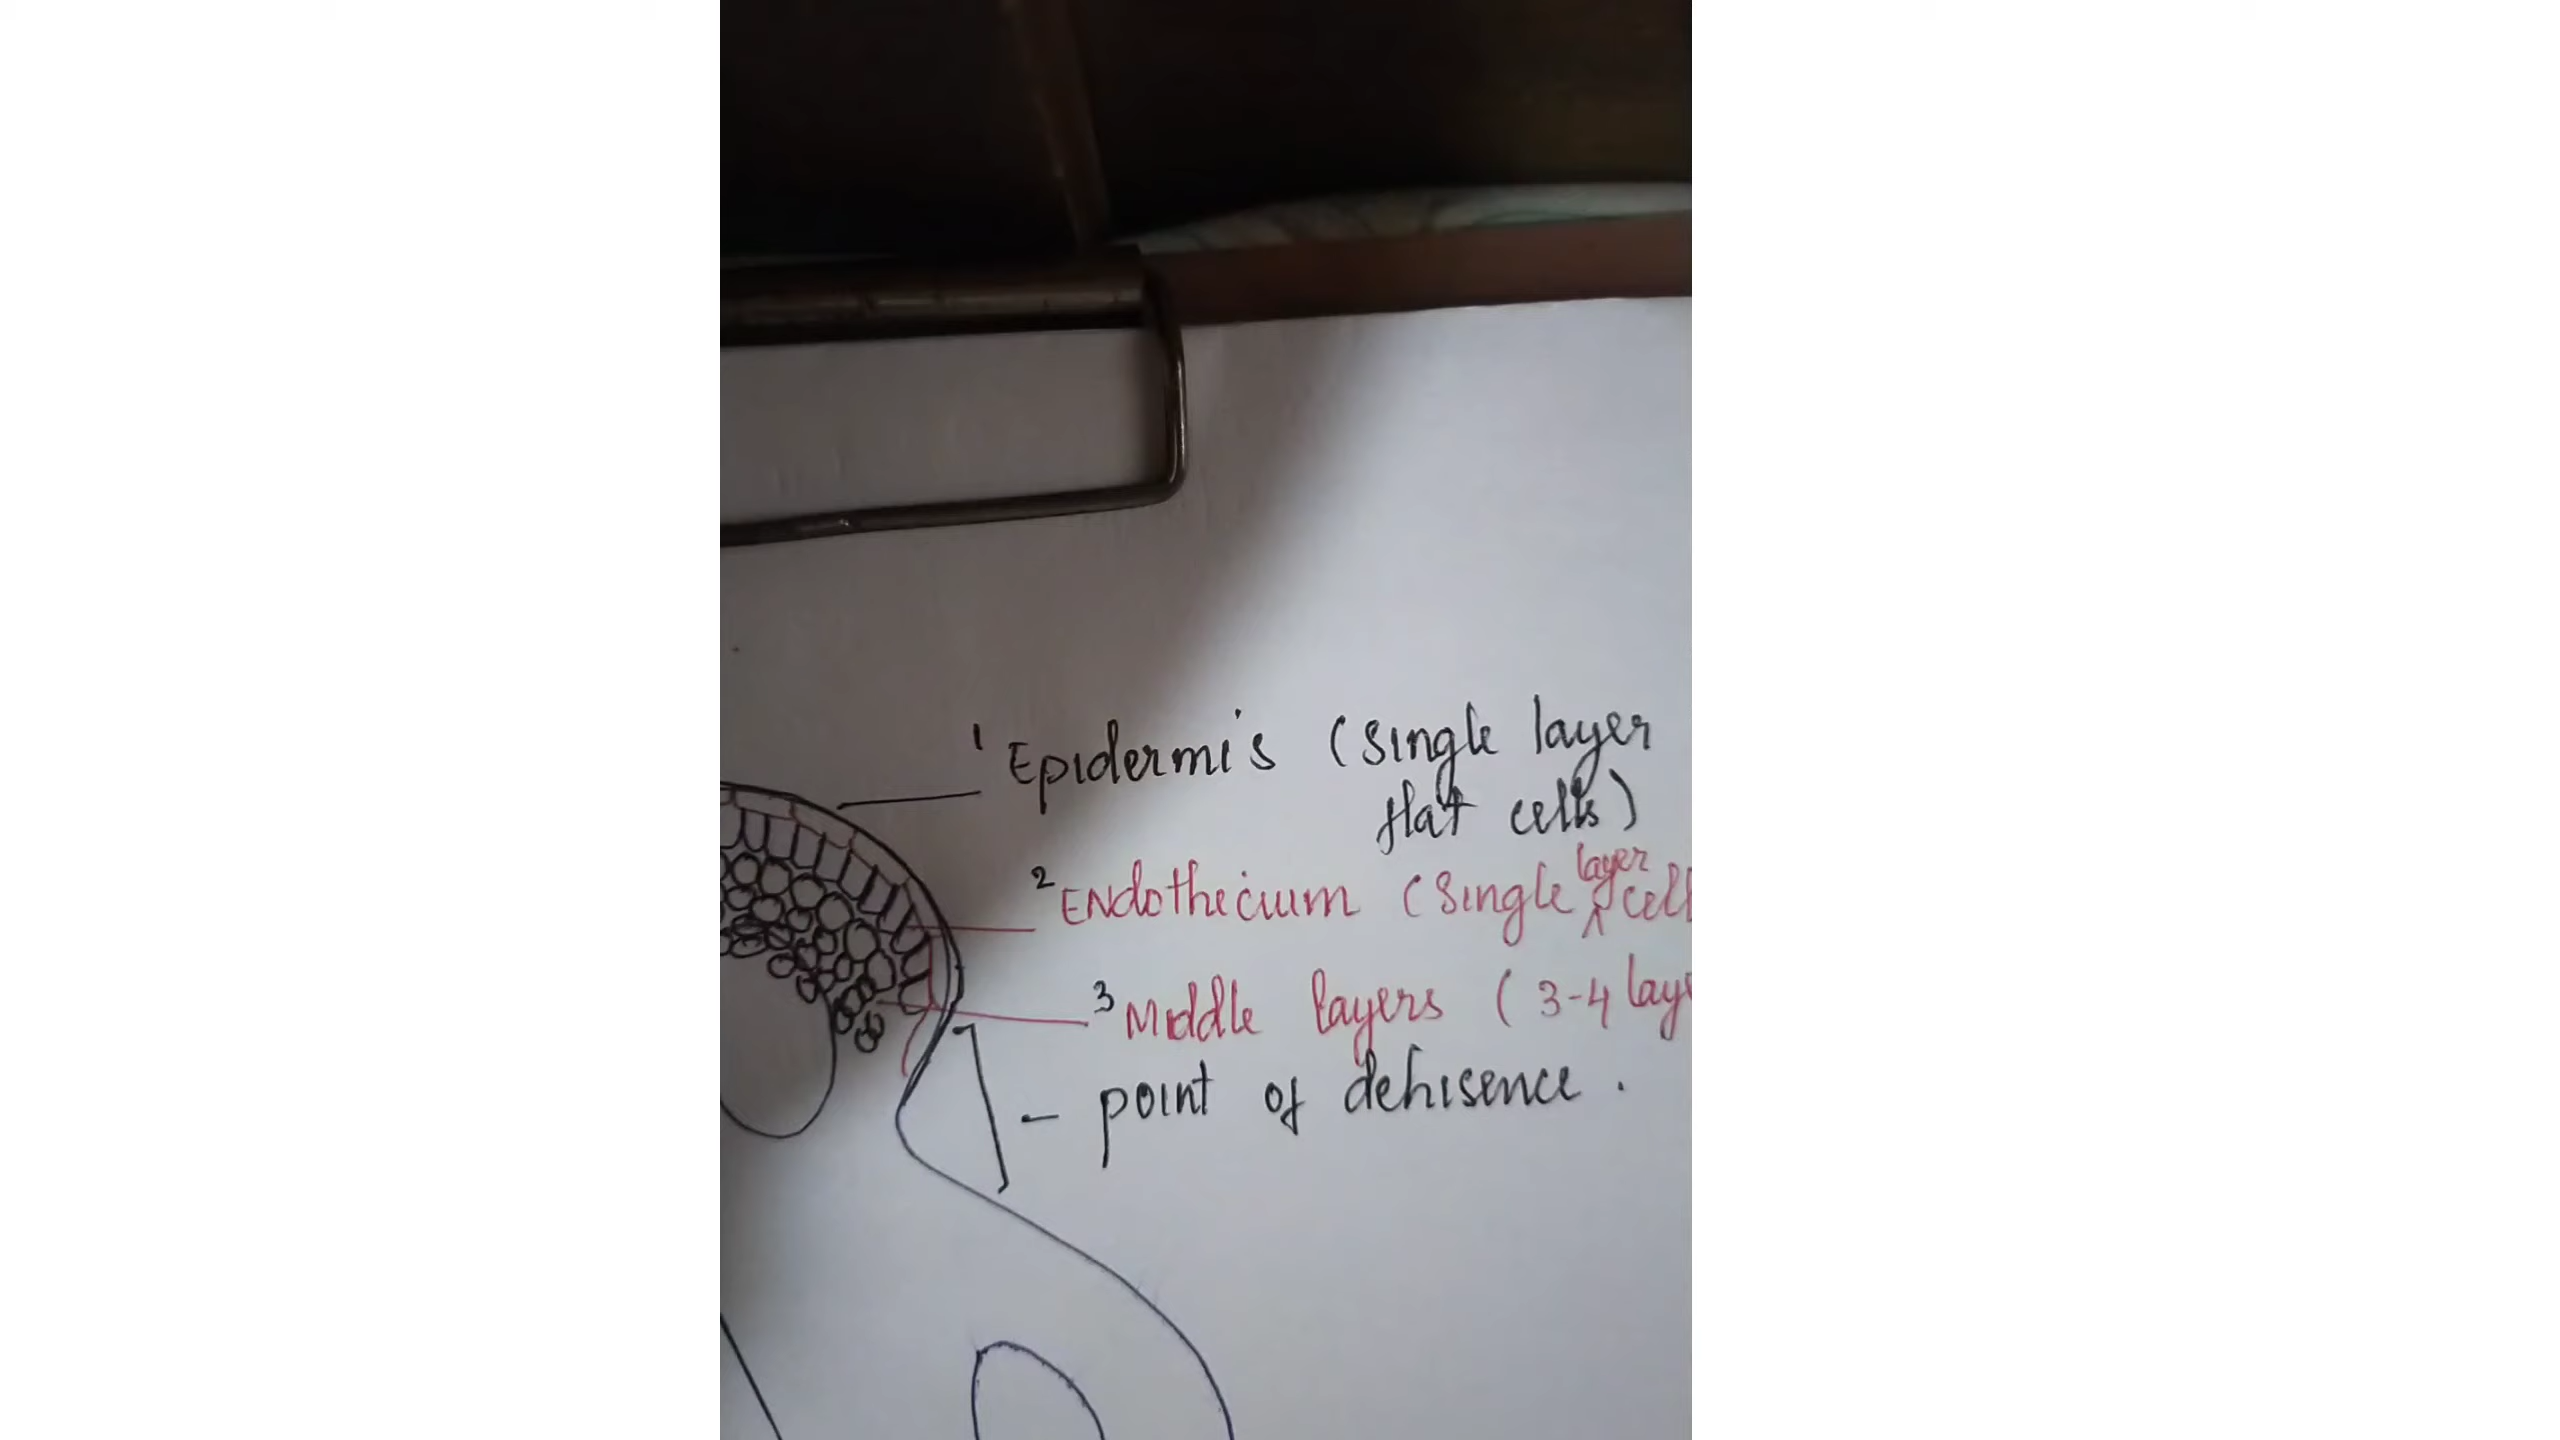 1 Epidermis (single layer
flat cells)
2 Endothecium (single layer cell
3 Middle layers (3-4 lay
- point of dehisence .